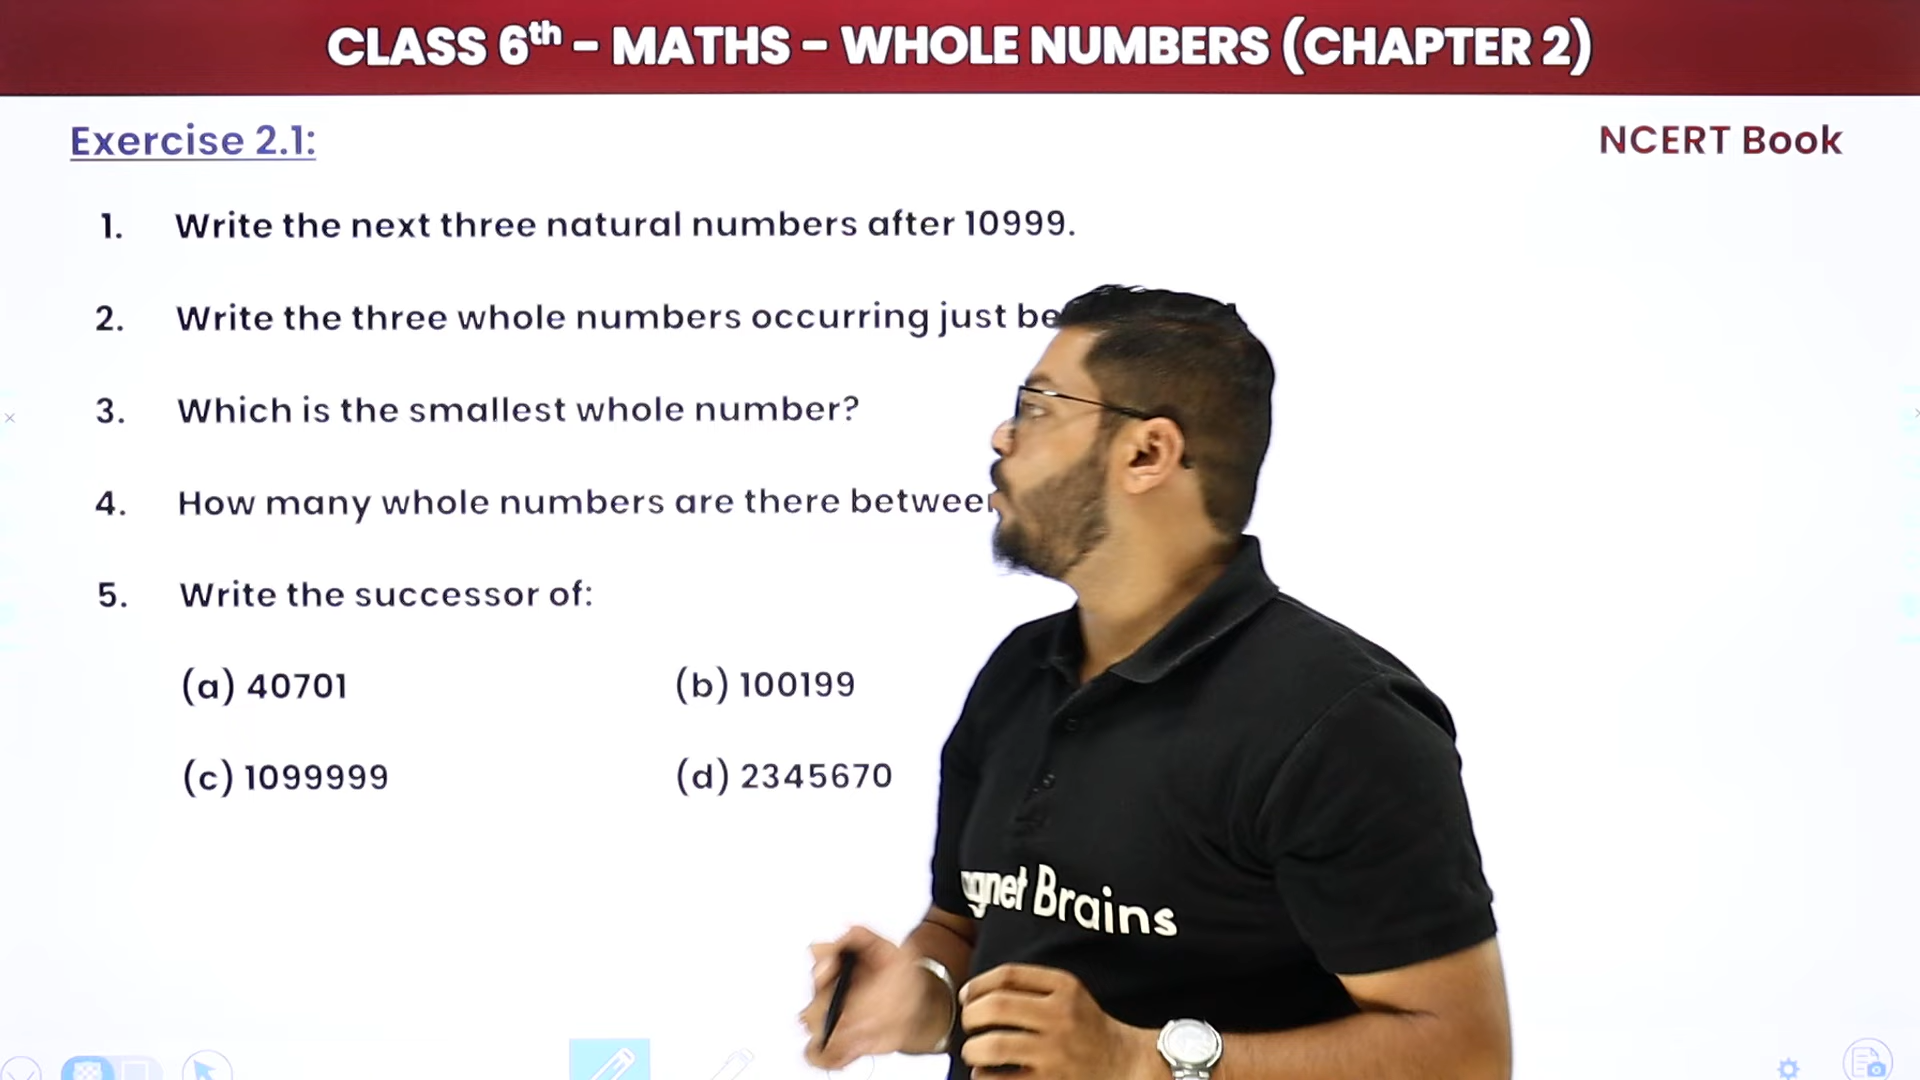 CLASS 6th – MATHS – WHOLE NUMBERS (CHAPTER 2)
Exercise 2.1:
NCERT Book
1. Write the next three natural numbers after 10999.
2. Write the three whole numbers occurring just
3. Which is the smallest whole number?
4. How many whole numbers are there
5. Write the successor of:
(a) 40701 (b) 100199
(c) 1099999 (d) 2345670
Brains